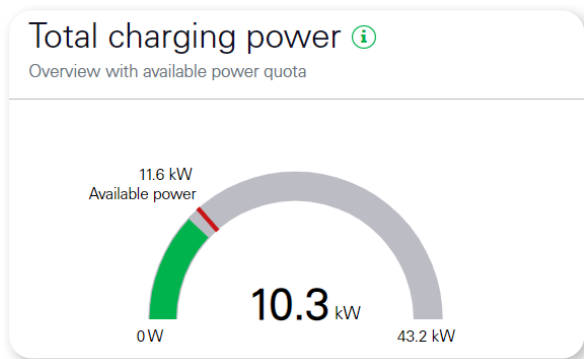 Total charging power i
Overview with available power quota
11.6 kW
Available power
10.3 kW
0 W
43.2 kW